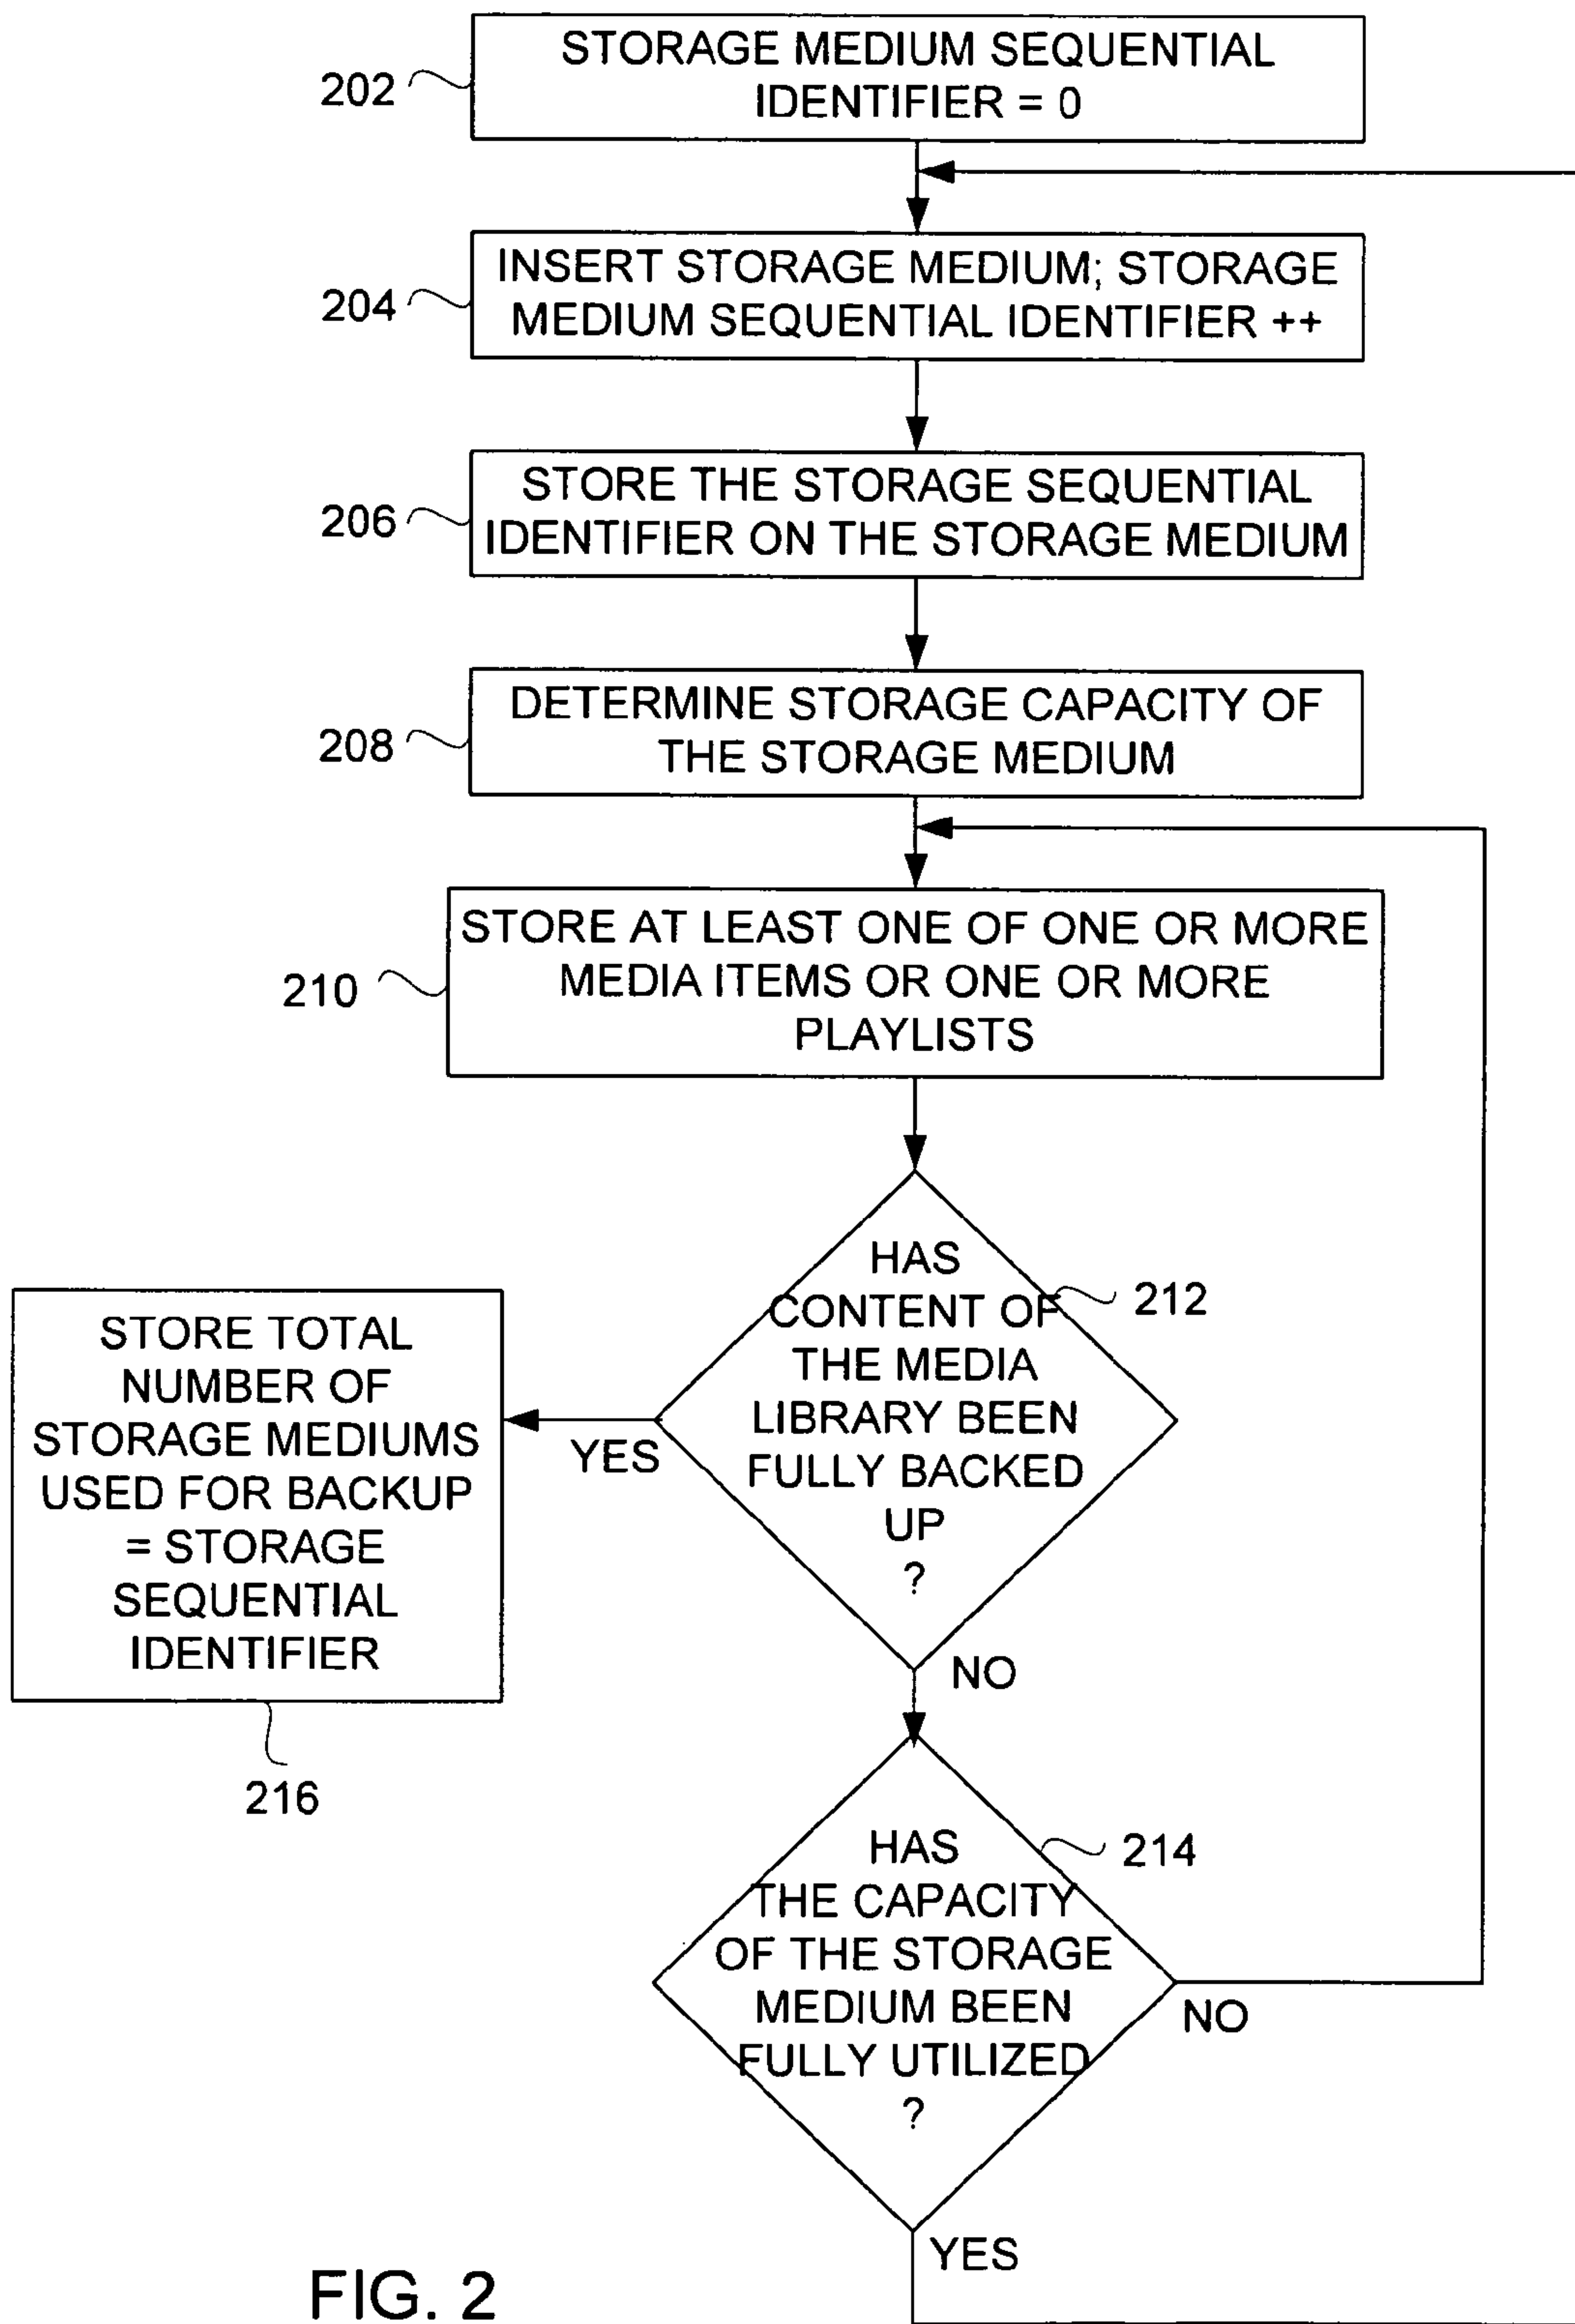 STORAGE MEDIUM SEQUENTIAL
IDENTIFIER = 0
202
INSERT STORAGE MEDIUM; STORAGE
MEDIUM SEQUENTIAL IDENTIFIER ++
204
STORE THE STORAGE SEQUENTIAL
IDENTIFIER ON THE STORAGE MEDIUM
206
DETERMINE STORAGE CAPACITY OF
THE STORAGE MEDIUM
208
STORE AT LEAST ONE OF ONE OR MORE
MEDIA ITEMS OR ONE OR MORE
PLAYLISTS
210
HAS
CONTENT OF
THE MEDIA
LIBRARY BEEN
FULLY BACKED
UP
?
212
YES
NO
STORE TOTAL
NUMBER OF
STORAGE MEDIUMS
USED FOR BACKUP
= STORAGE
SEQUENTIAL
IDENTIFIER
216
HAS
THE CAPACITY
OF THE STORAGE
MEDIUM BEEN
FULLY UTILIZED
?
214
NO
YES
FIG. 2